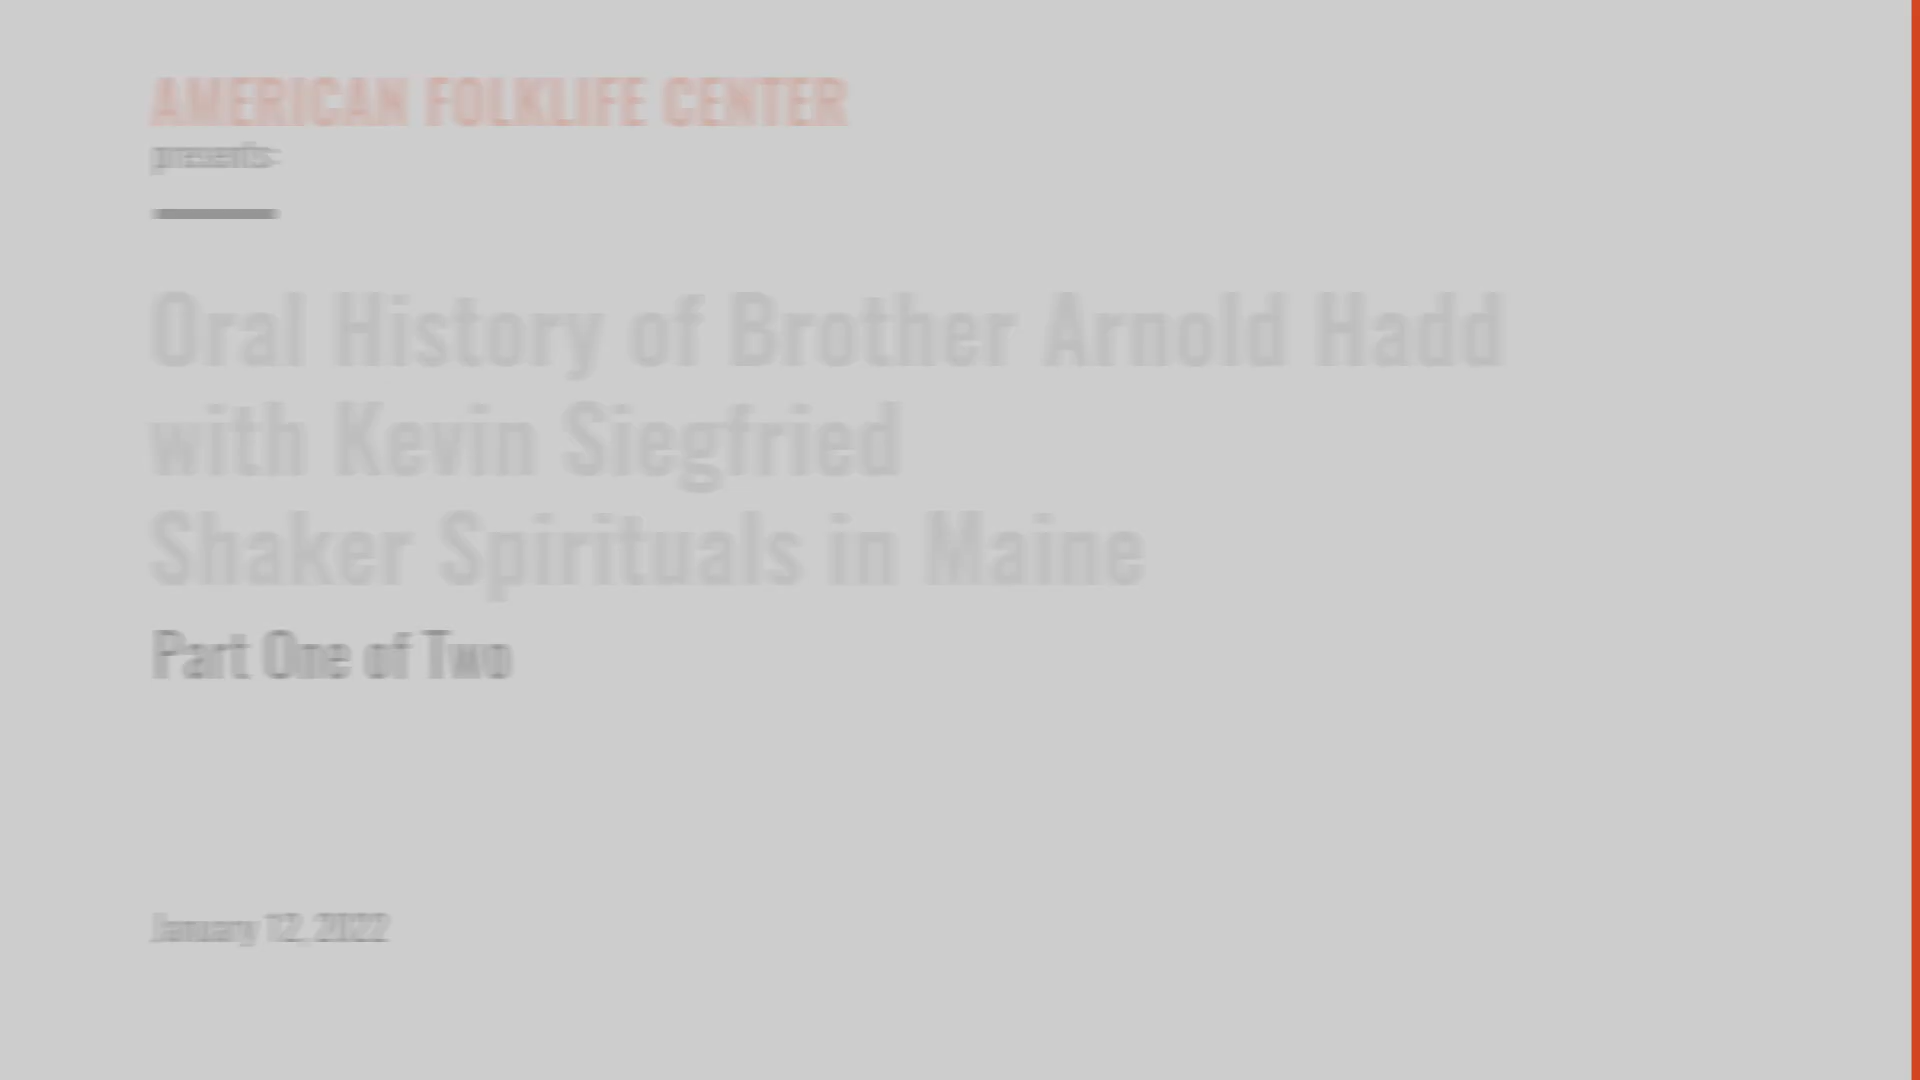 AMERICAN FOLKLIFE CENTER
presents
Oral History of Brother Arnold Hadd
with Kevin Siegfried
Shaker Spirituals in Maine
Part One of Two
January 12, 2022